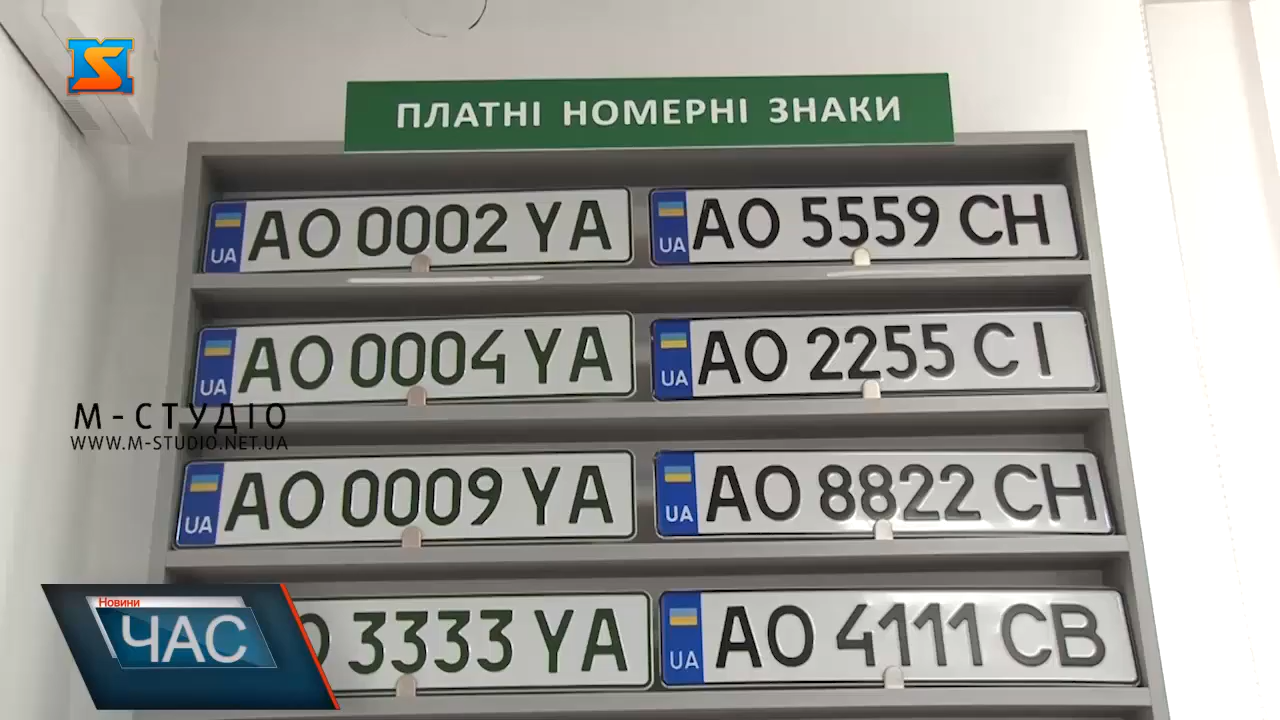 ПЛАТНІ НОМЕРНІ ЗНАКИ
UA AO 0002 YA
UA AO 5559 CH
UA AO 0004 YA
UA AO 2255 CI
М-СТУДІО
WWW.M-STUDIO.NET.UA
UA AO 0009 YA
UA AO 8822 CH
O 3333 YA
UA AO 4111 CB
Новини
ЧАС